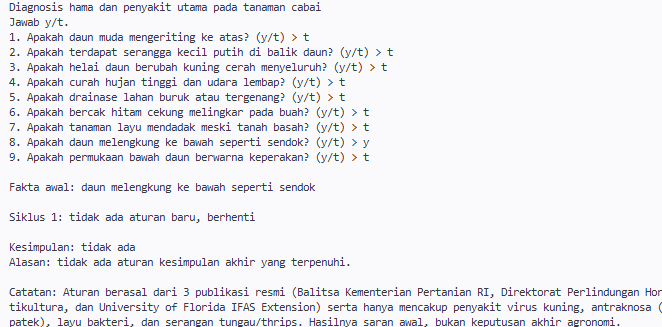 Diagnosis hama dan penyakit utama pada tanaman cabai
Jawab y/t.
1. Apakah daun muda mengeriting ke atas? (y/t) > t
2. Apakah terdapat serangga kecil putih di balik daun? (y/t) > t
3. Apakah helai daun berubah kuning cerah menyeluruh? (y/t) > t
4. Apakah curah hujan tinggi dan udara lembap? (y/t) > t
5. Apakah drainase lahan buruk atau tergenang? (y/t) > t
6. Apakah bercak hitam cekung melingkar pada buah? (y/t) > t
7. Apakah tanaman layu mendadak meski tanah basah? (y/t) > t
8. Apakah daun melengkung ke bawah seperti sendok? (y/t) > y
9. Apakah permukaan bawah daun berwarna keperakan? (y/t) > t
Fakta awal: daun melengkung ke bawah seperti sendok
Siklus 1: tidak ada aturan baru, berhenti
Kesimpulan: tidak ada
Alasan: tidak ada aturan kesimpulan akhir yang terpenuhi.
Catatan: Aturan berasal dari 3 publikasi resmi (Balitsa Kementerian Pertanian RI, Direktorat Perlindungan Hor
tikultura, dan University of Florida IFAS Extension) serta hanya mencakup penyakit virus kuning, antraknosa (
patek), layu bakteri, dan serangan tungau/thrips. Hasilnya saran awal, bukan keputusan akhir agronomi.